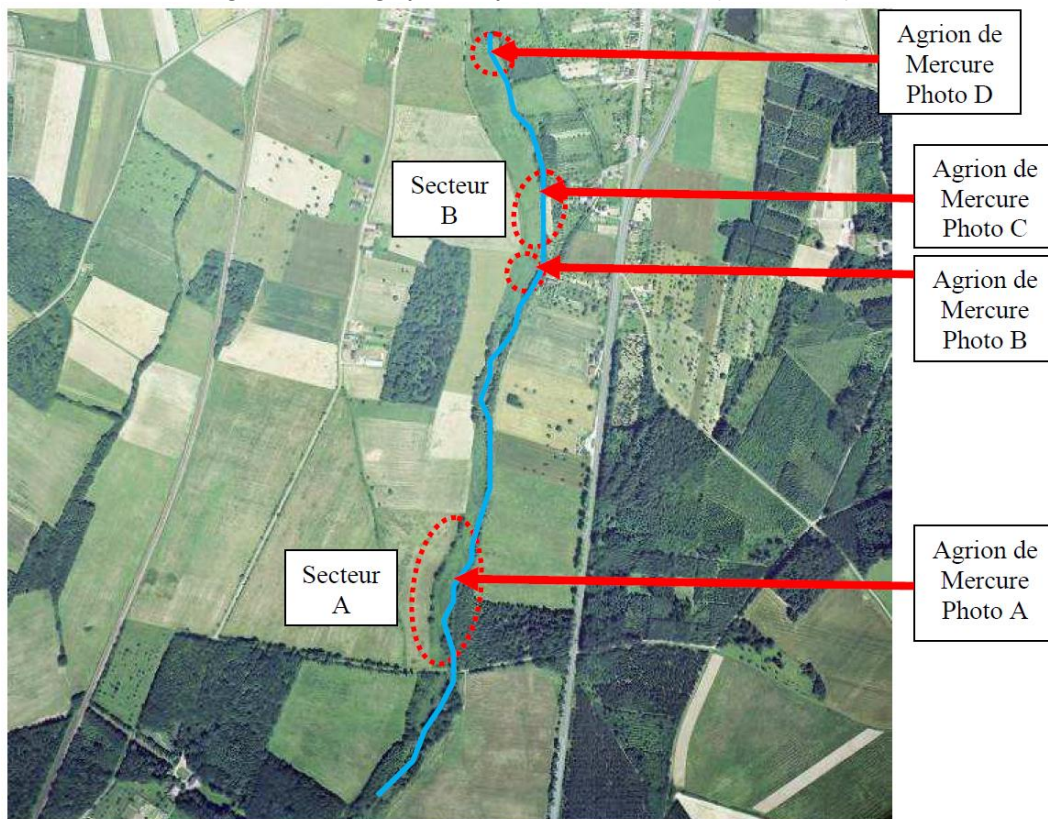 Agrion de
Mercure
Photo D
Secteur
B
Agrion de
Mercure
Photo C
Agrion de
Mercure
Photo B
Secteur
A
Agrion de
Mercure
Photo A